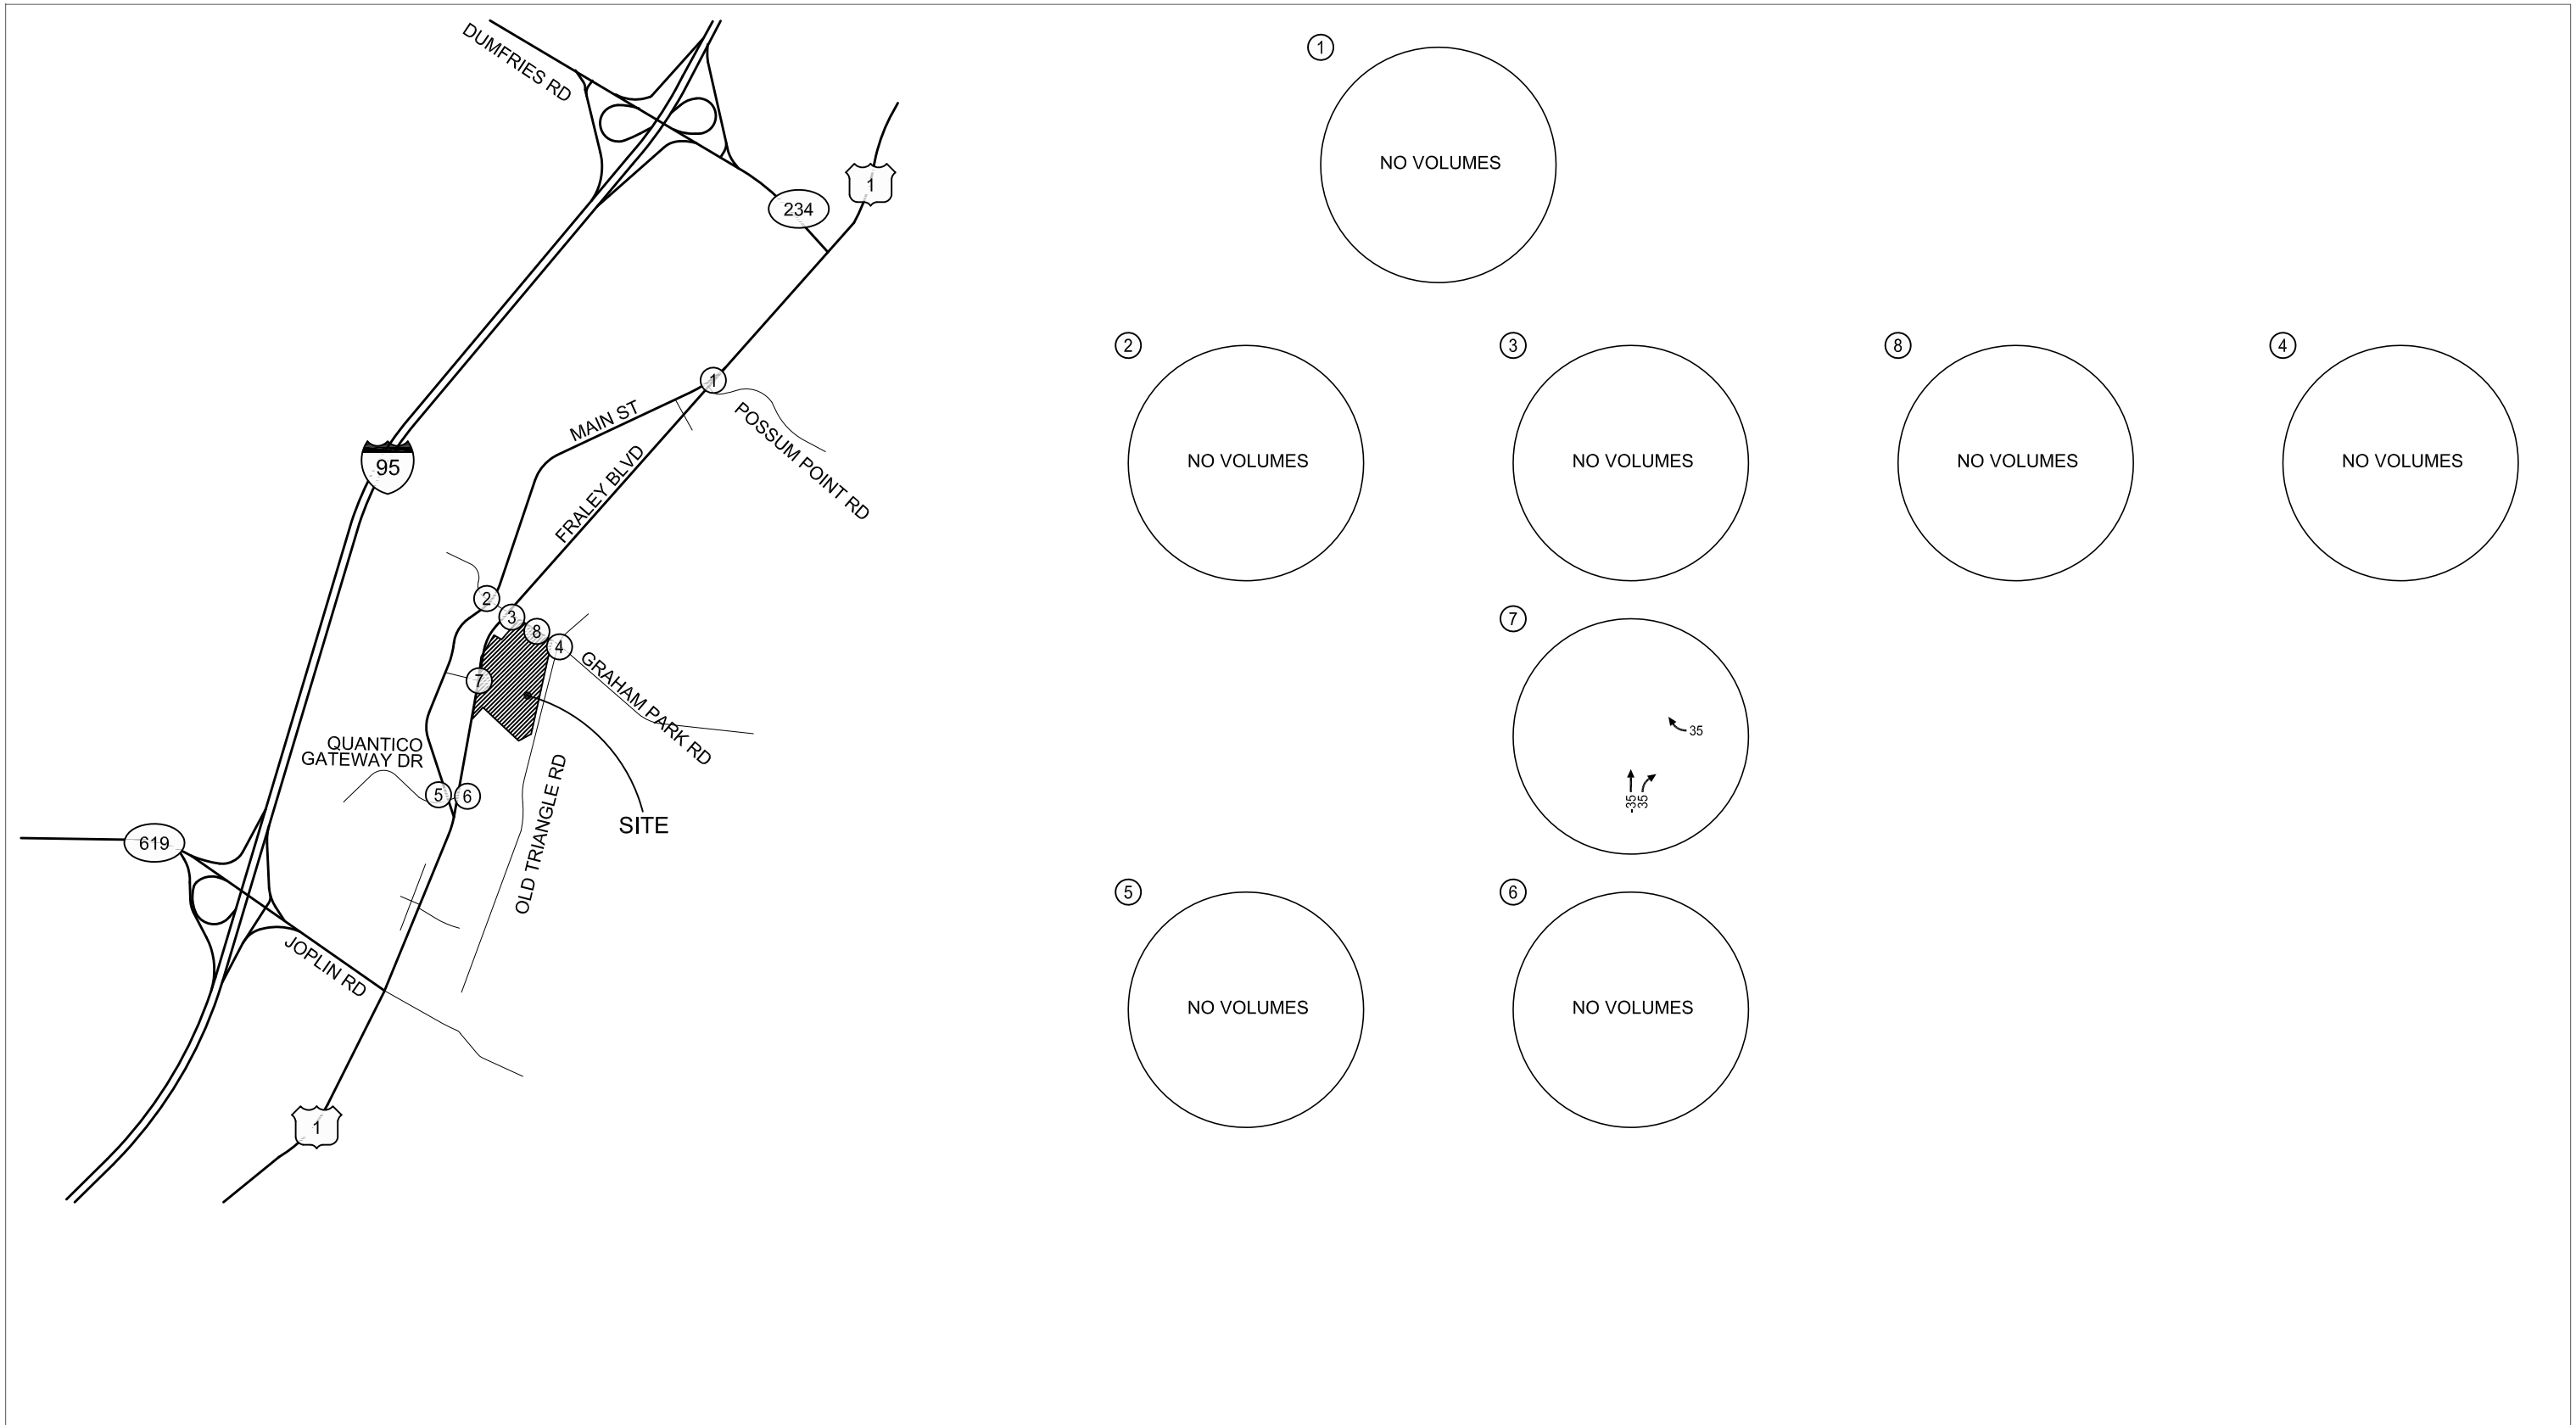 DUMFRIES RD
234
1
1
MAIN ST
FRALEY BLVD
POSSUM POINT RD
95
2
3
8
4
7
GRAHAM PARK RD
QUANTICO
GATEWAY DR
5
6
SITE
OLD TRIANGLE RD
619
JOPLIN RD
1
1
NO VOLUMES
2
NO VOLUMES
3
NO VOLUMES
8
NO VOLUMES
4
NO VOLUMES
7
35
-35
35
5
NO VOLUMES
6
NO VOLUMES